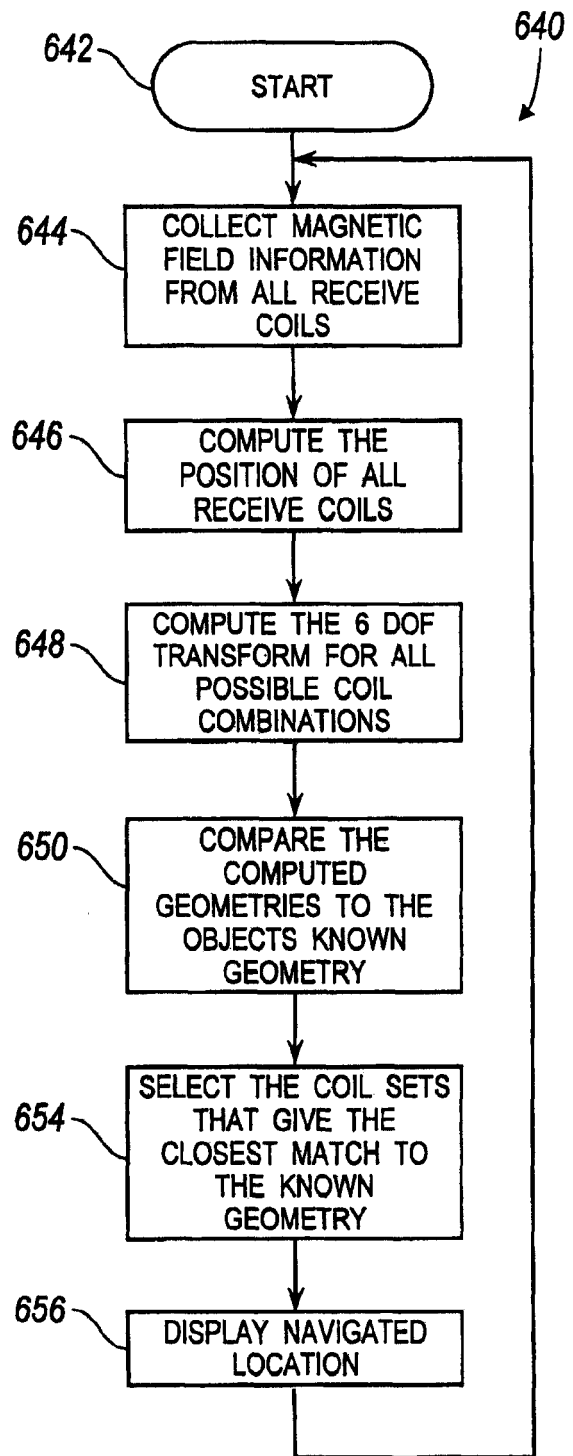 640
642
START
644
COLLECT MAGNETIC
FIELD INFORMATION
FROM ALL RECEIVE
COILS
646
COMPUTE THE
POSITION OF ALL
RECEIVE COILS
648
COMPUTE THE 6 DOF
TRANSFORM FOR ALL
POSSIBLE COIL
COMBINATIONS
650
COMPARE THE
COMPUTED
GEOMETRIES TO THE
OBJECTS KNOWN
GEOMETRY
654
SELECT THE COIL SETS
THAT GIVE THE
CLOSEST MATCH TO
THE KNOWN
GEOMETRY
656
DISPLAY NAVIGATED
LOCATION